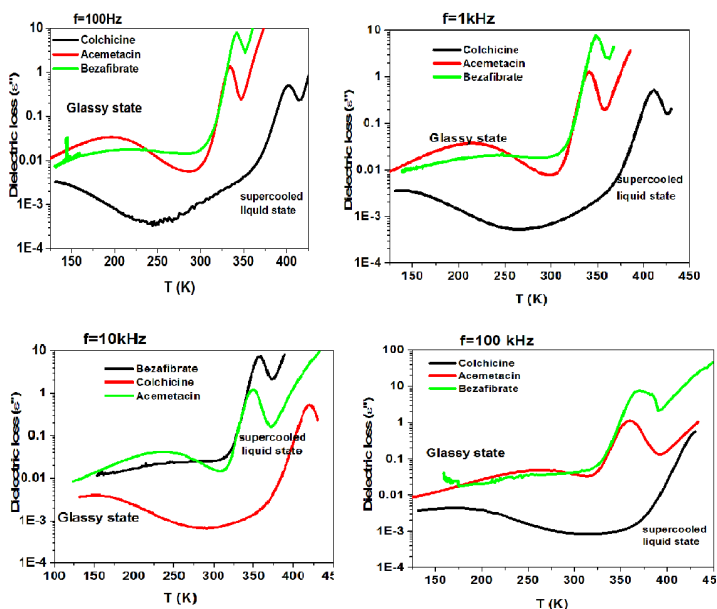 f=100Hz
Colchicine
Acemetacin
Bezafibrate
Glassy state
supercooled
liquid state
Dielectric loss (ε'')
10
1
0.1
0.01
1E-3
1E-4
150 200 250 300 350 400
T (K)
f=1kHz
Colchicine
Acemetacin
Bezafibrate
Glassy state
supercooled
liquid state
Dielectric loss (ε'')
10
1
0.1
0.01
1E-3
1E-4
150 200 250 300 350 400 450
T (K)
f=10kHz
Bezafibrate
Colchicine
Acemetacin
supercooled
liquid state
Glassy state
Dielectric loss (ε'')
10
1
0.1
0.01
1E-3
1E-4
100 150 200 250 300 350 400 45
T (K)
f=100 kHz
Colchicine
Acemetacin
Bezafibrate
Glassy state
supercooled
liquid state
Dielectric loss (ε'')
100
10
1
0.1
0.01
1E-3
1E-4
150 200 250 300 350 400 45
T (K)